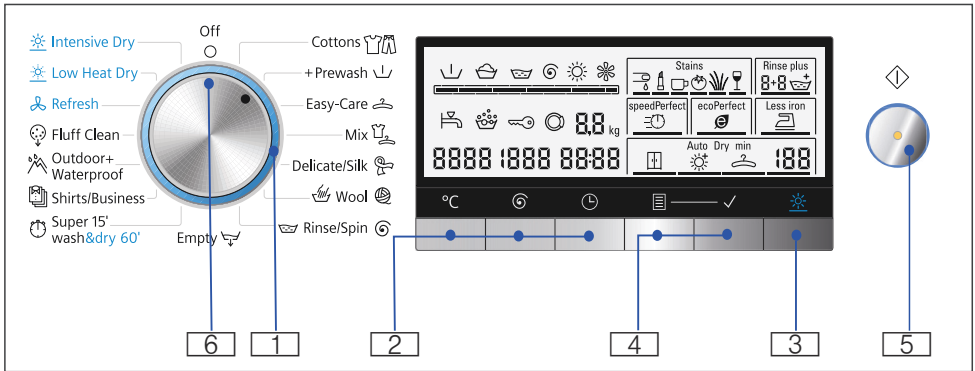 Off
Intensive Dry
Low Heat Dry
Refresh
Fluff Clean
Outdoor+
Waterproof
Shirts/Business
Super 15'
wash&dry 60'
Empty
Cottons
+Prewash
Easy-Care
Mix
Delicate/Silk
Wool
Rinse/Spin
8.8 kg
8888 1888 88:88
Stains
Rinse plus
8+8
speedPerfect
ecoPerfect
e
Less iron
Auto Dry min
188
°C
6
1
2
4
3
5